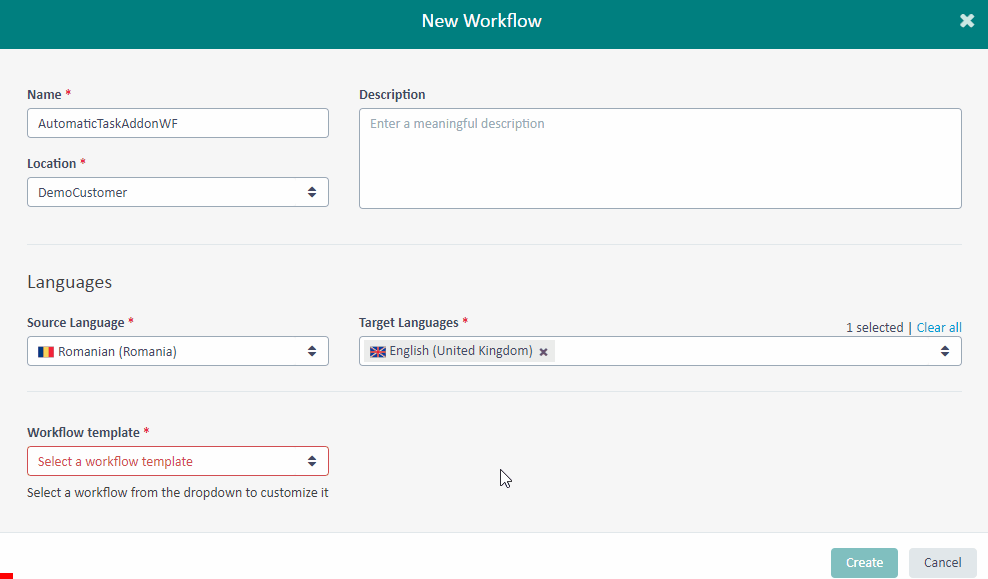 New Workflow
Name *
AutomaticTaskAddonWF
Description
Enter a meaningful description
Location *
DemoCustomer
Languages
Source Language *
Romanian (Romania)
Target Languages *
1 selected | Clear all
English (United Kingdom)
Workflow template *
Select a workflow template
Select a workflow from the dropdown to customize it
Create
Cancel